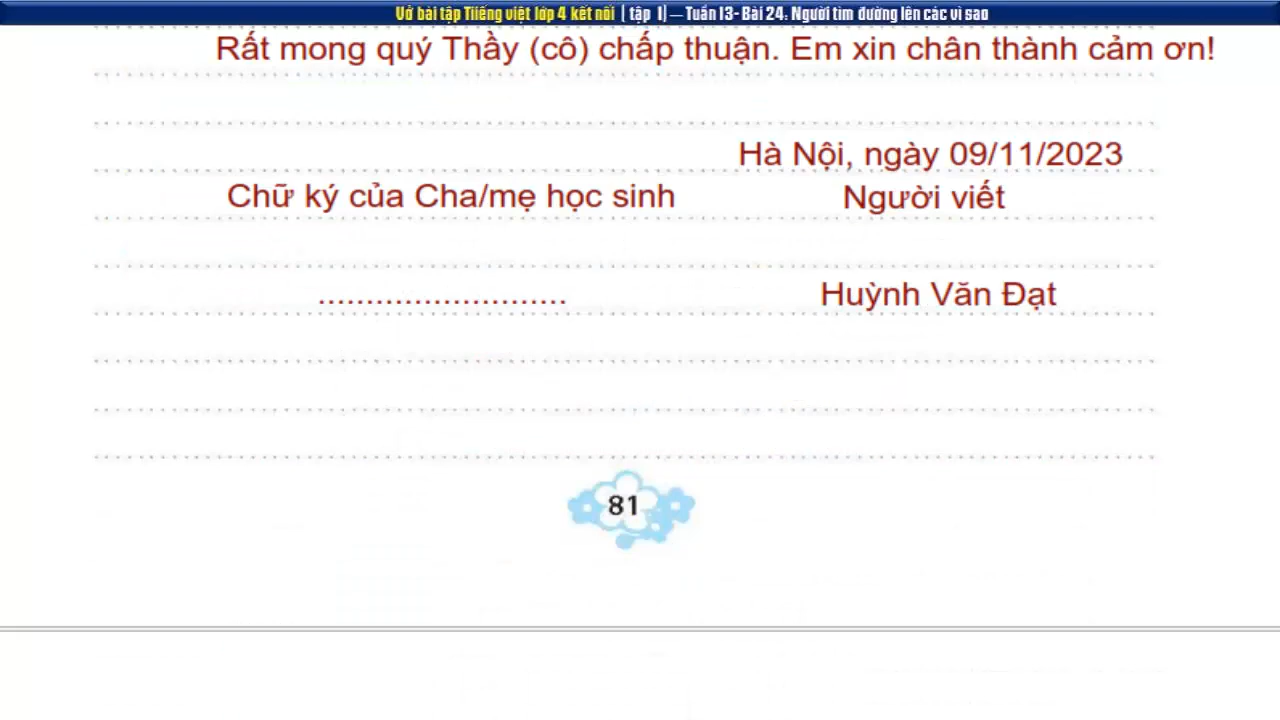 Vở bài tập Tiiếng việt lớp 4 kết nối ( tập 1) – Tuần 13- Bài 24: Người tìm đường lên các vì sao
Rất mong quý Thầy (cô) chấp thuận. Em xin chân thành cảm ơn!
Hà Nội, ngày 09/11/2023
Chữ ký của Cha/mẹ học sinh Người viết
.......................... Huỳnh Văn Đạt
81